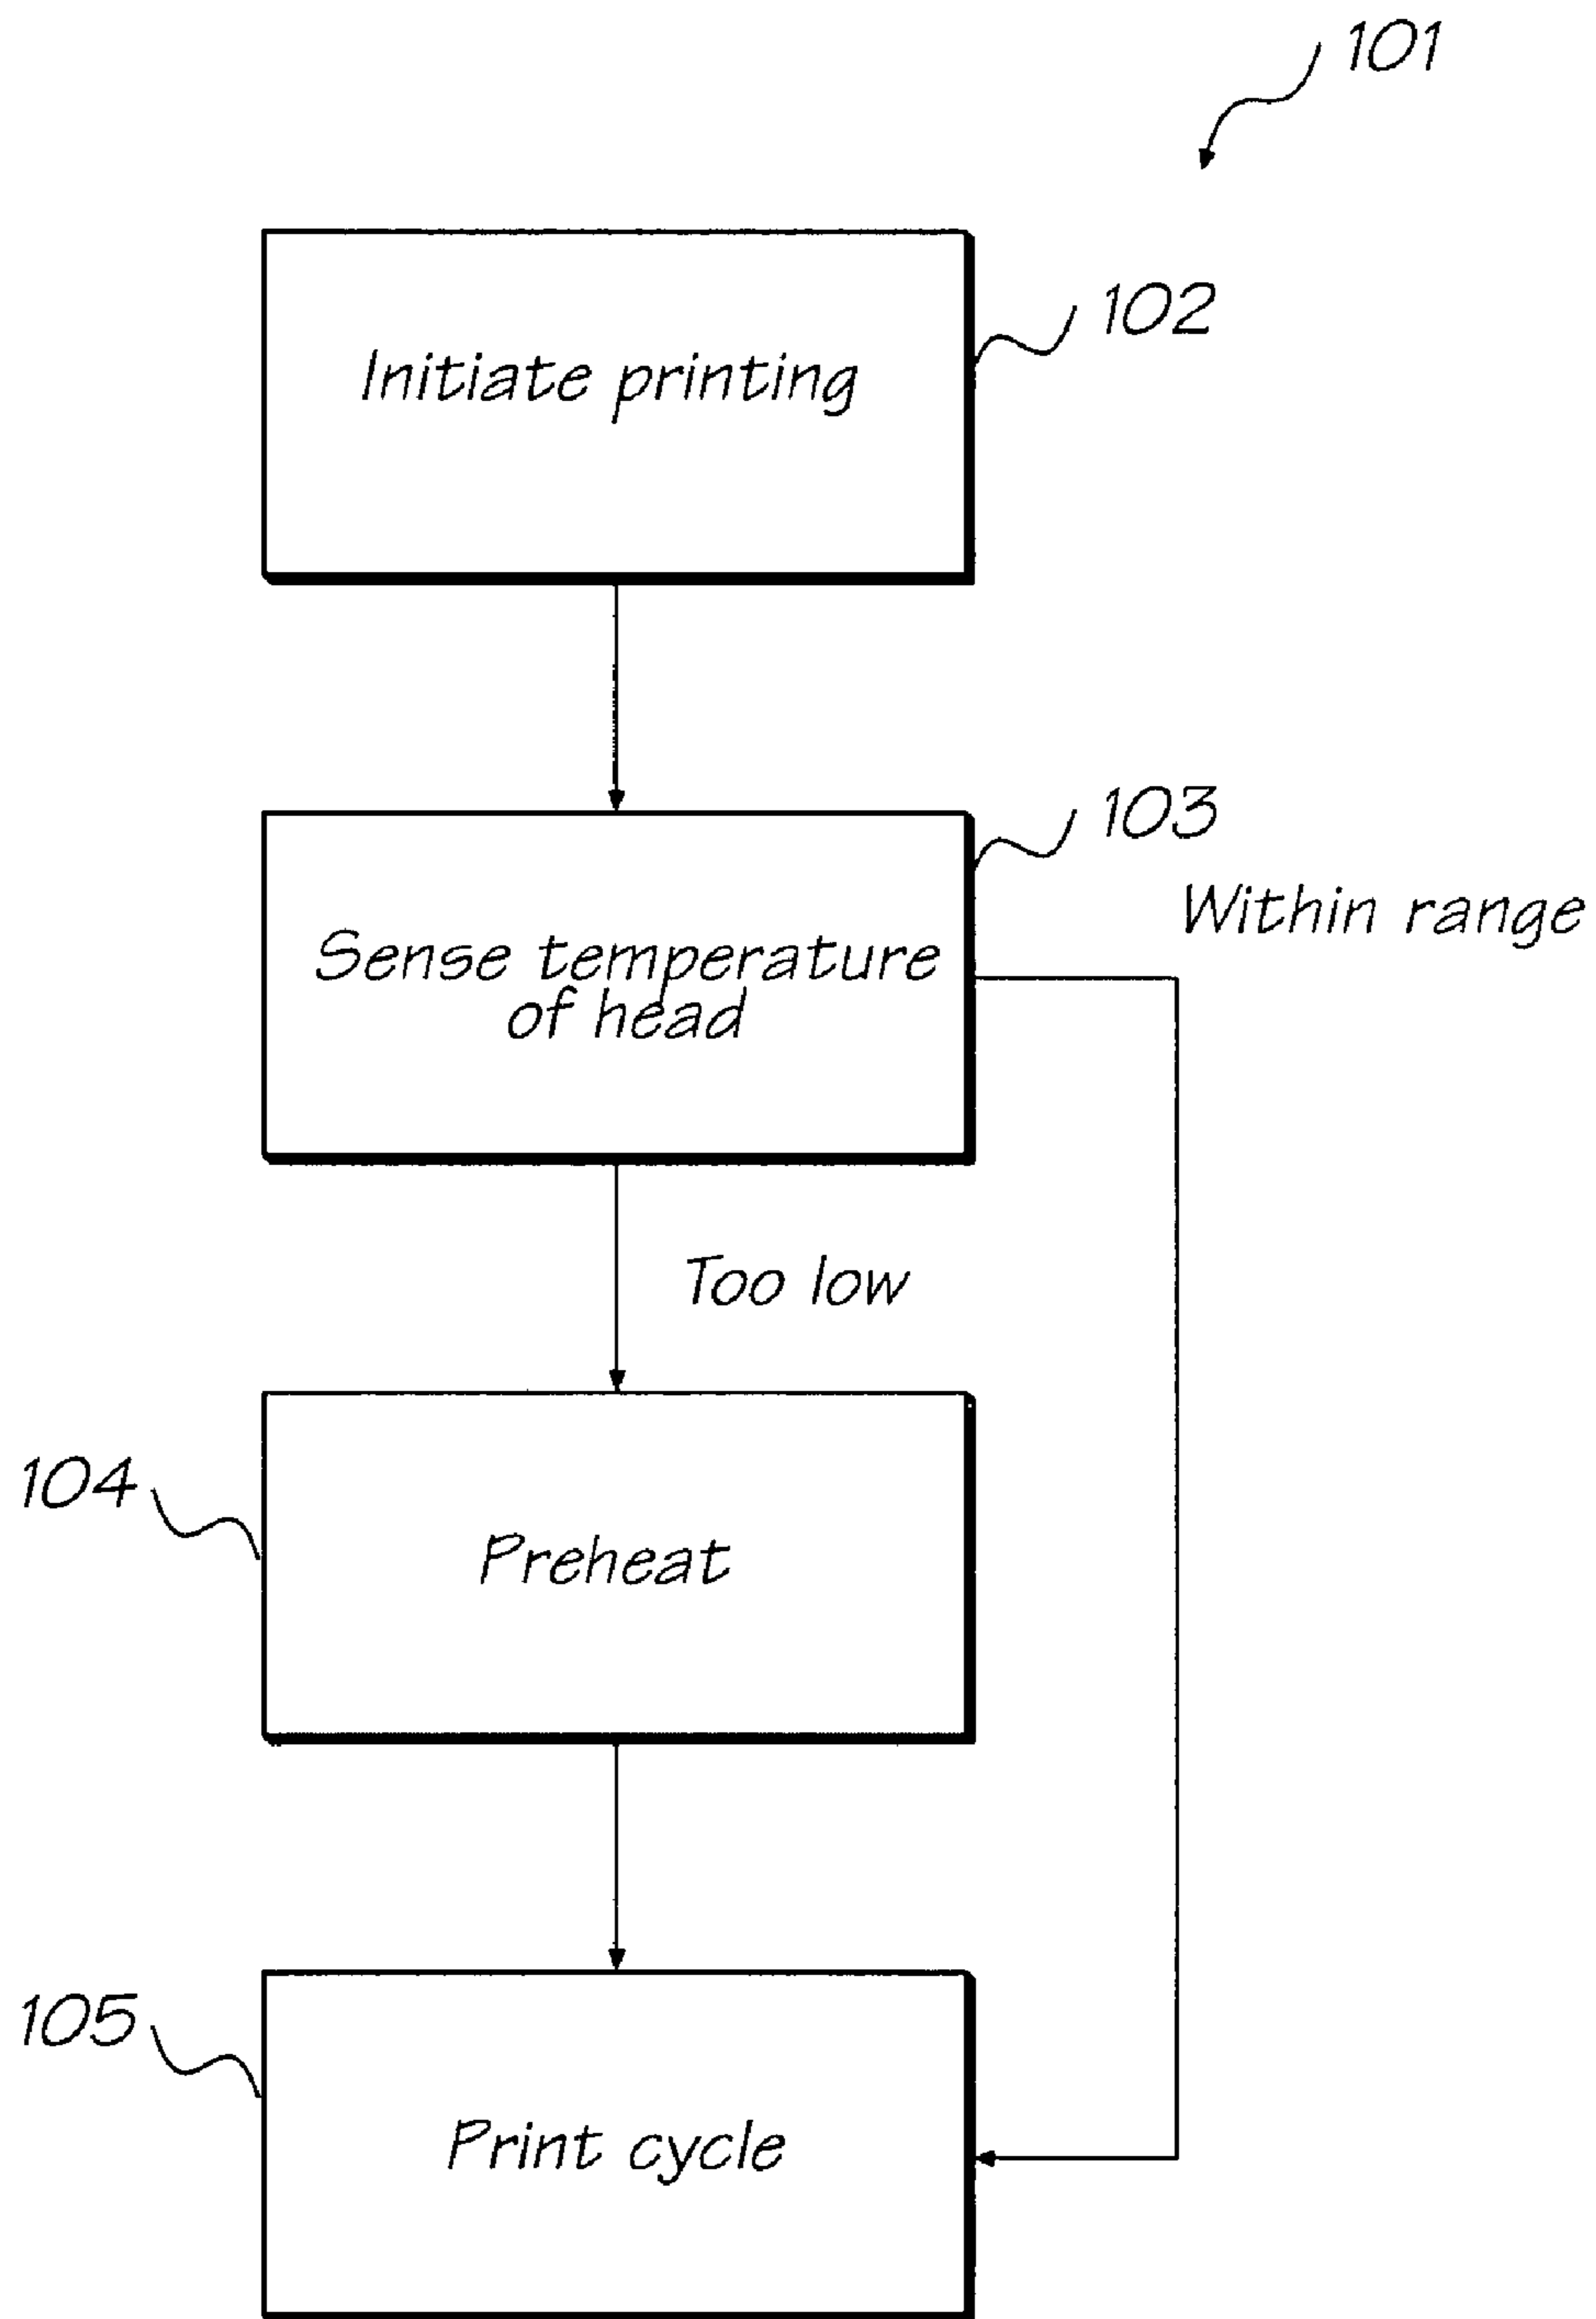 101
Initiate printing
102
103
Within range
Sense temperature
of head
Too low
104
Preheat
105
Print cycle